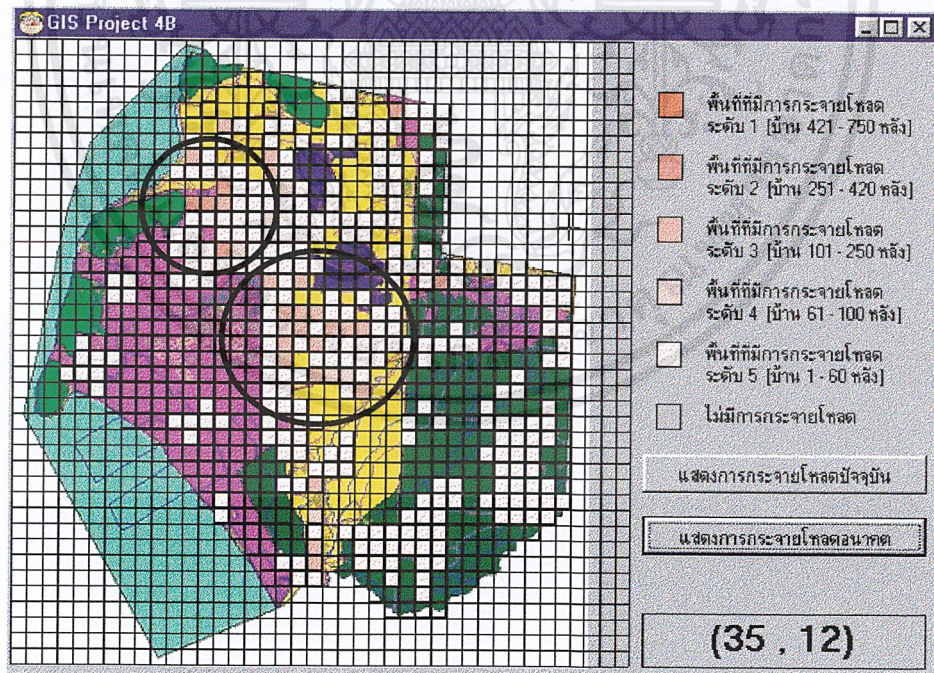 GIS Project 4B
พื้นที่ที่มีการกระจายโหลด
ระดับ 1 [บ้าน 421 - 750 หลัง]
พื้นที่ที่มีการกระจายโหลด
ระดับ 2 [บ้าน 251 - 420 หลัง]
พื้นที่ที่มีการกระจายโหลด
ระดับ 3 [บ้าน 101 - 250 หลัง]
พื้นที่ที่มีการกระจายโหลด
ระดับ 4 [บ้าน 61 - 100 หลัง]
พื้นที่ที่มีการกระจายโหลด
ระดับ 5 [บ้าน 1 - 60 หลัง]
ไม่มีการกระจายโหลด
แสดงการกระจายโหลดปัจจุบัน
แสดงการกระจายโหลดอนาคต
(35 , 12)